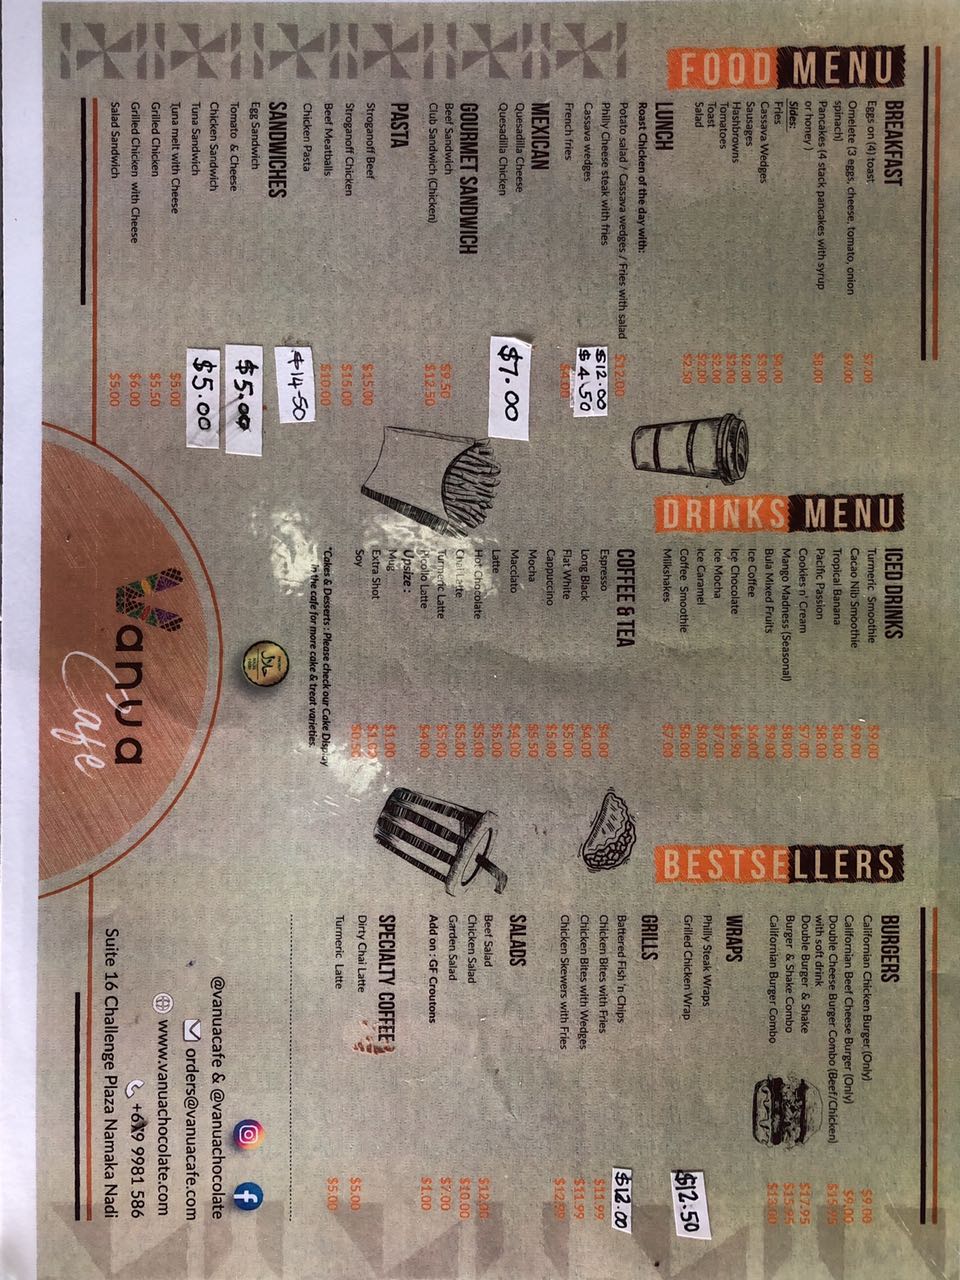 FOOD MENU
BREAKFAST
Eggs on (4) toast $7.00
Omelete (3 eggs, cheese, tomato, onion
spinach) $9.00
Pancakes (4 stack pancakes with syrup
or honey) $8.00
Sides:
Fries $4.00
Cassava Wedges $3.00
Sausages $2.00
Hashbrowns $2.00
Tomatoes $2.00
Toast $2.00
Salad $2.50
LUNCH
Roast Chicken of the day with:
Potato salad / Cassava wedges / Fries with salad $12.00
Philly Cheese steak with fries $12.00
Cassava wedges $4.50
French fries $4.00
MEXICAN
Quesadilla Cheese
Quesadilla Chicken
$7.00
GOURMET SANDWICH
Beef Sandwich $9.50
Club Sandwich (Chicken) $12.50
PASTA
Stroganoff Beef $15.00
Stroganoff Chicken $15.00
Beef Meatballs $10.00
Chicken Pasta $14.50
SANDWICHES
Egg Sandwich
Tomato & Cheese $5.00
Chicken Sandwich
Tuna Sandwich $5.00
Tuna melt with Cheese $5.00
Grilled Chicken $5.50
Grilled Chicken with Cheese $6.00
Salad Sandwich $5.00
DRINKS MENU
ICED DRINKS
Turmeric Smoothie $9.00
Cacao Nib Smoothie $9.00
Tropical Banana $8.00
Pacific Passion $6.00
Cookies n' Cream $7.00
Mango Madness (Seasonal) $8.00
Bula Mixed Fruits
Ice Coffee
Ice Chocolate
Ice Mocha $7.00
Ice Caramel $8.00
Coffee Smoothie $8.00
Milkshakes $7.00
COFFEE & TEA
Espresso $4.00
Long Black $4.00
Flat White $5.00
Cappuccino $5.00
Mocha $5.50
Macciato $4.00
Latte $5.00
Hot Chocolate $5.00
Chai Latte $5.00
Turmeric Latte $5.00
Piccolo Latte $4.00
Upsize :
Mug $1.00
Extra Shot
Soy $0.50
*Cakes & Desserts : Please check our Cake Display
in the cafe for more cake & treat varieties.
BESTSELLERS
BURGERS
Californian Chicken Burger (Only) $9.00
Californian Beef Cheese Burger (Only) $9.00
Double Cheese Burger Combo (Beef/Chicken)
with soft drink $15.95
Double Burger & Shake $17.95
Burger & Shake Combo $15.95
Californian Burger Combo $13.00
WRAPS
Philly Steak Wraps
Grilled Chicken Wrap $12.50
GRILLS
Battered Fish 'n Chips $12.00
Chicken Bites with Fries $11.99
Chicken Bites with Wedges $11.99
Chicken Skewers with Fries $12.99
SALADS
Beef Salad $12.00
Chicken Salad $10.00
Garden Salad $7.00
Add on : GF Croutons $1.00
SPECIALTY COFFEE
Dirty Chai Latte $5.00
Turmeric Latte $5.00
حلال
Vanua
Cafe
@vanuacafe & @vanuachocolate
orders@vanuacafe.com
www.vanuachocolate.com
+679 9981 586
Suite 16 Challenge Plaza Namaka Nadi